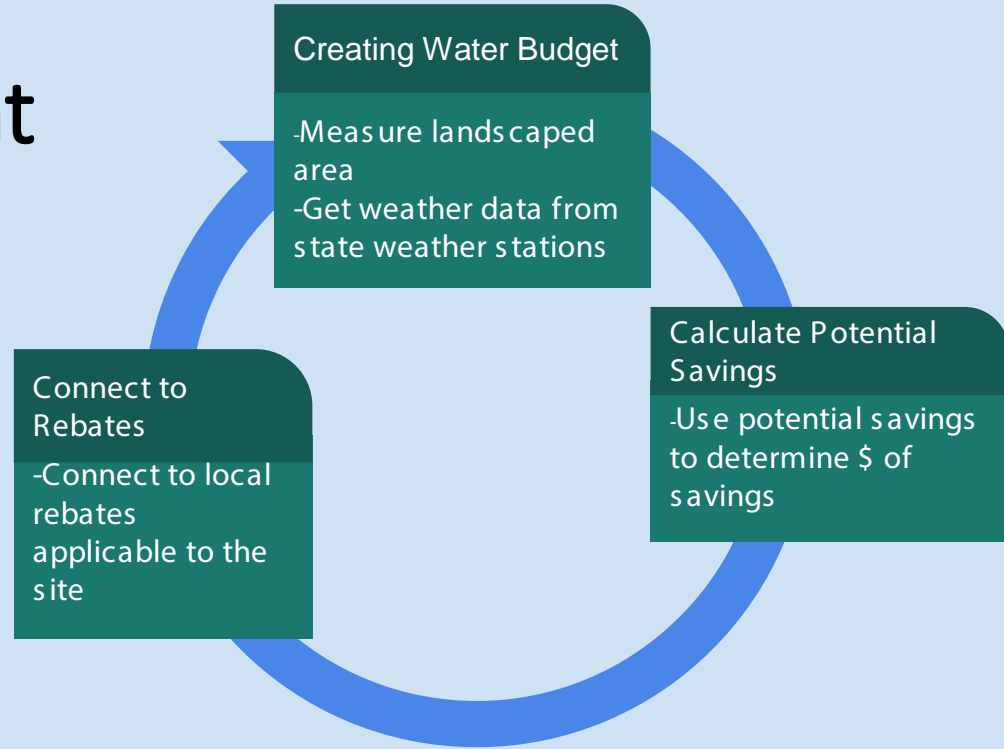 Creating Water Budget
-Measure landscaped
area
-Get weather data from
state weather stations
Calculate Potential
Savings
-Use potential savings
to determine $ of
savings
Connect to
Rebates
-Connect to local
rebates
applicable to the
site